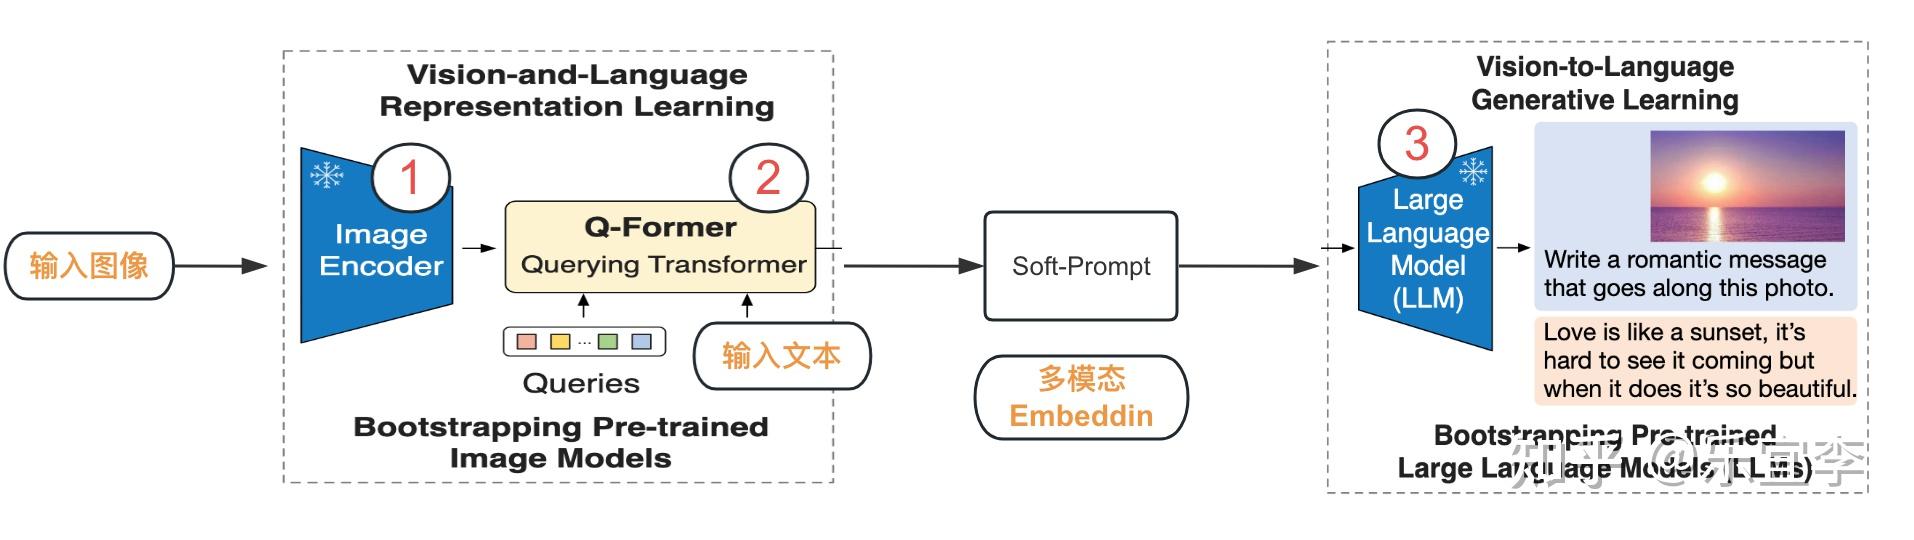 输入图像
Vision-and-Language
Representation Learning
1
Image
Encoder
2
Q-Former
Querying Transformer
...
Queries
输入文本
Bootstrapping Pre-trained
Image Models
Soft-Prompt
多模态
Embeddin
Vision-to-Language
Generative Learning
3
Large
Language
Model
(LLM)
Write a romantic message
that goes along this photo.
Love is like a sunset, it's
hard to see it coming but
when it does it's so beautiful.
Bootstrapping Pre-trained
Large Language Models (LLMs)
知乎 @乐宜李